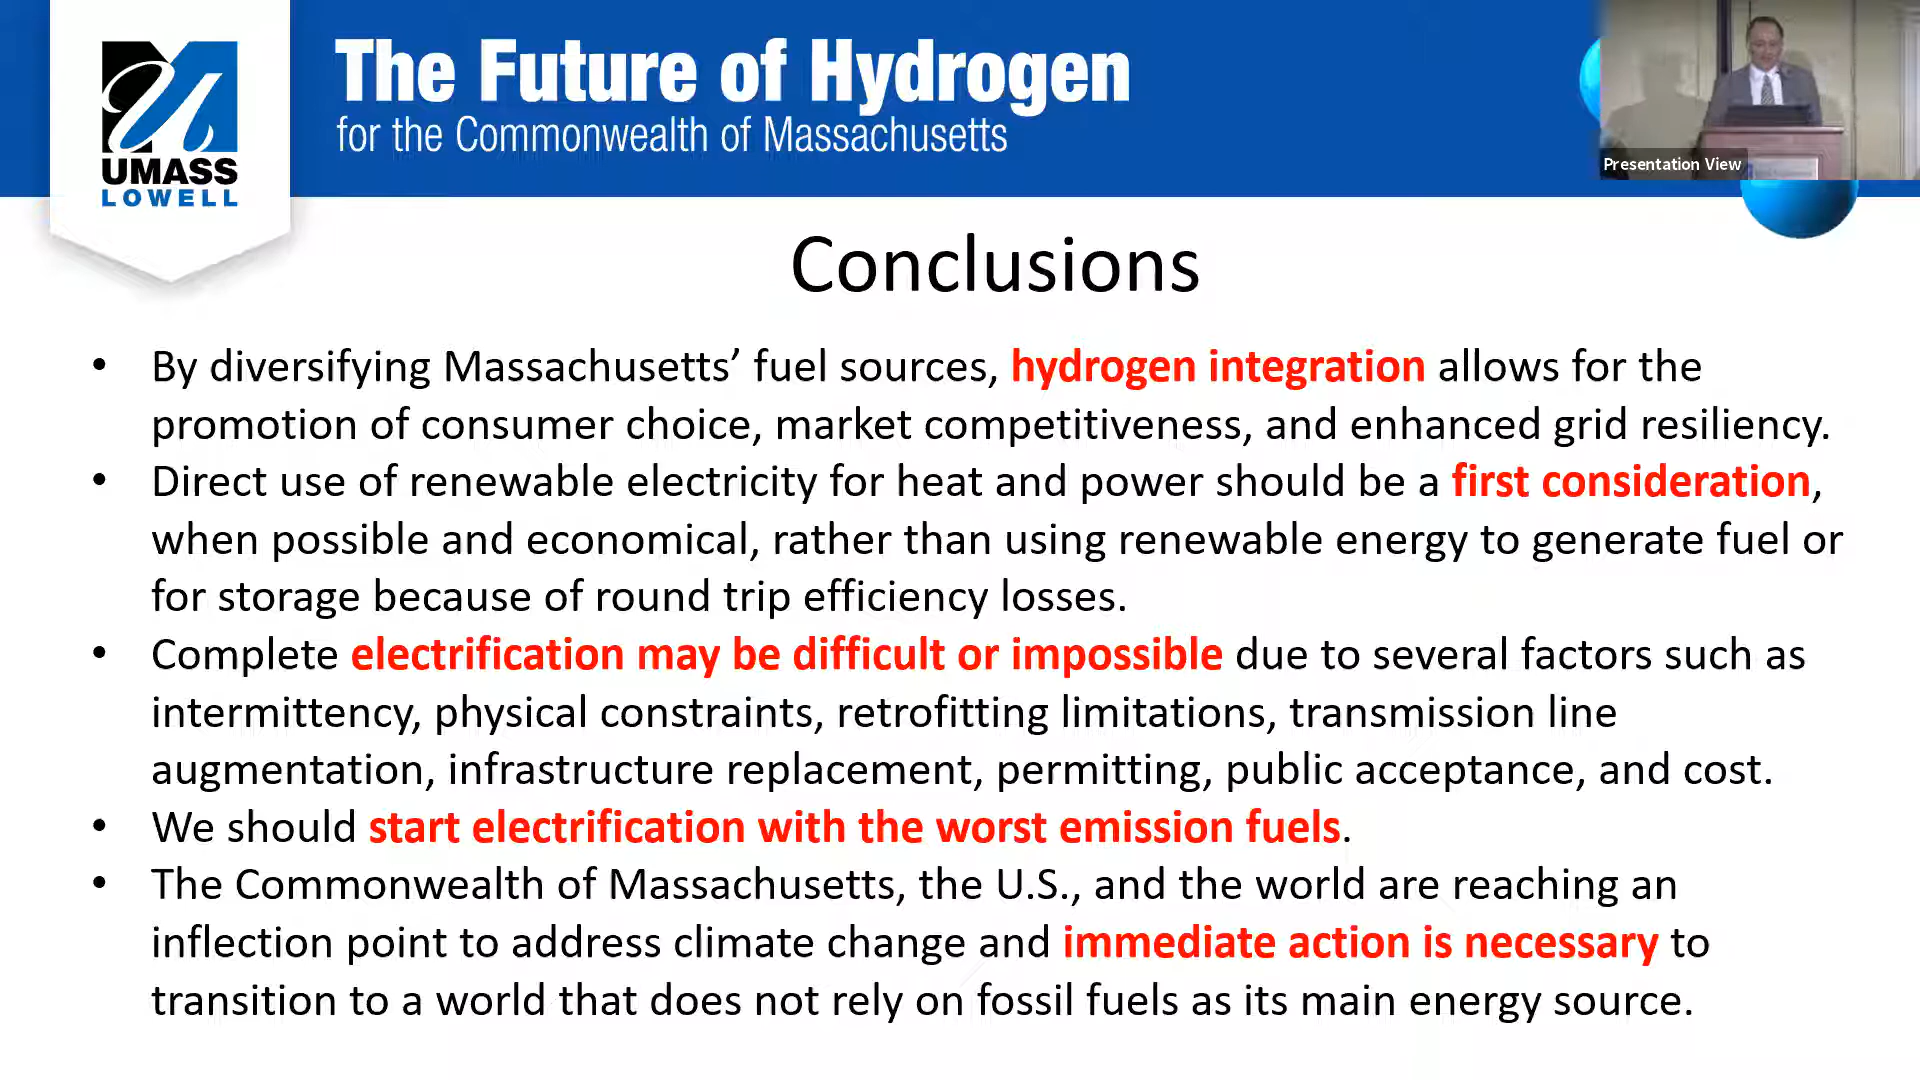 UMASS
LOWELL
The Future of Hydrogen
for the Commonwealth of Massachusetts
Presentation View
Conclusions
• By diversifying Massachusetts’ fuel sources, hydrogen integration allows for the
promotion of consumer choice, market competitiveness, and enhanced grid resiliency.
• Direct use of renewable electricity for heat and power should be a first consideration,
when possible and economical, rather than using renewable energy to generate fuel or
for storage because of round trip efficiency losses.
• Complete electrification may be difficult or impossible due to several factors such as
intermittency, physical constraints, retrofitting limitations, transmission line
augmentation, infrastructure replacement, permitting, public acceptance, and cost.
• We should start electrification with the worst emission fuels.
• The Commonwealth of Massachusetts, the U.S., and the world are reaching an
inflection point to address climate change and immediate action is necessary to
transition to a world that does not rely on fossil fuels as its main energy source.